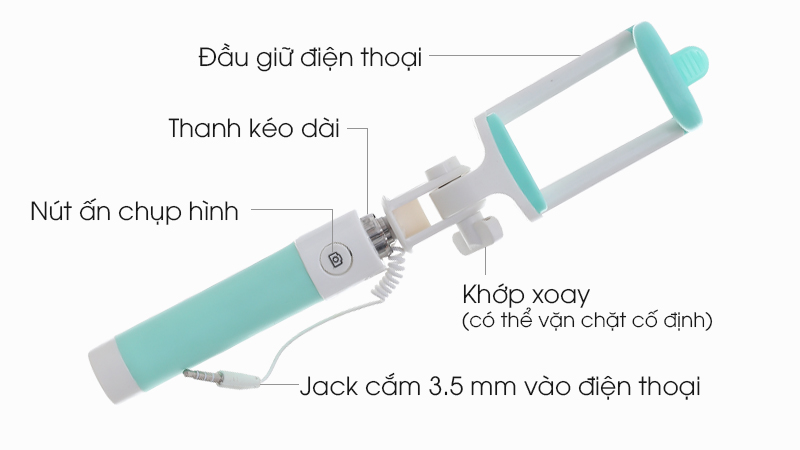 Đầu giữ điện thoại
Thanh kéo dài
Nút ấn chụp hình
Khớp xoay
(có thể vặn chặt cố định)
Jack cắm 3.5 mm vào điện thoại